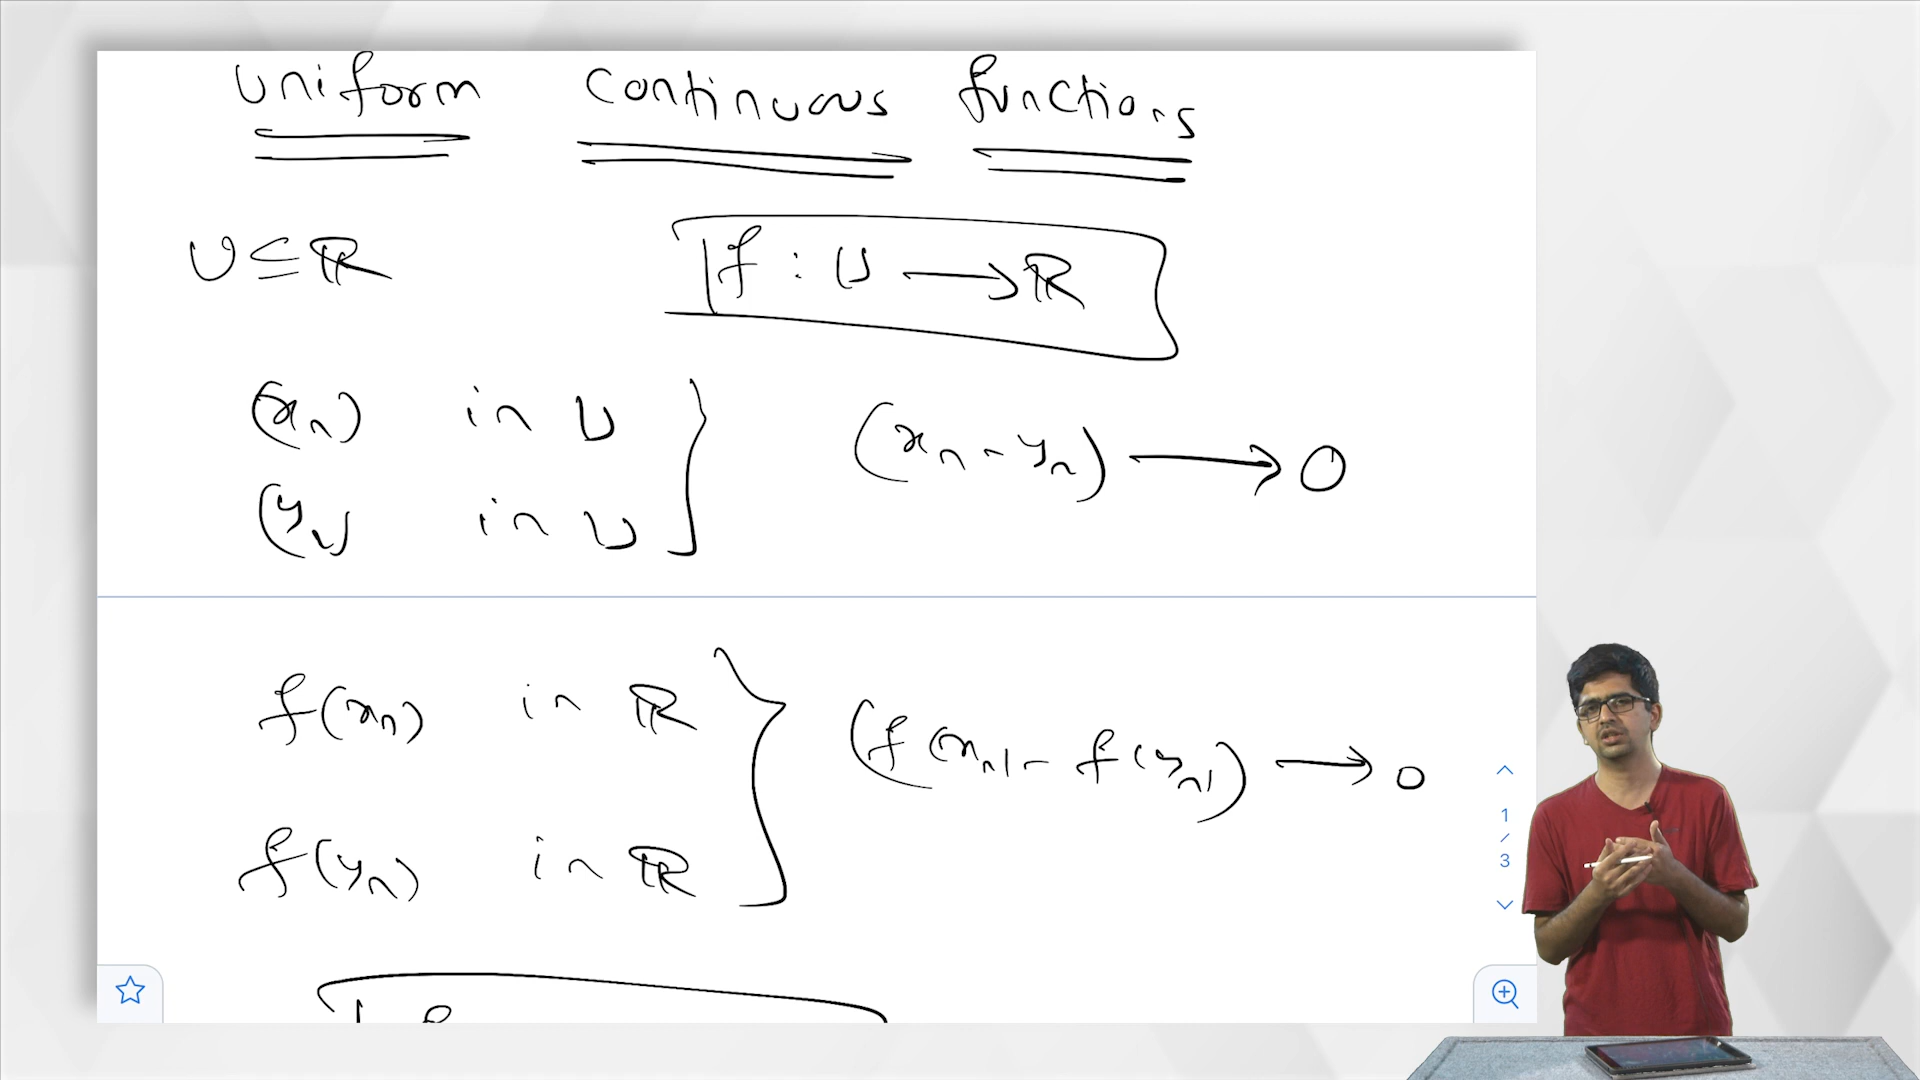 uniform continuous functions
U ⊆ ℝ f : U ⟶ ℝ
(xₙ) in U } (xₙ - yₙ) ⟶ 0
(yₙ) in U
f(xₙ) in ℝ } (f(xₙ) - f(yₙ)) ⟶ 0
f(yₙ) in ℝ
1
/
3